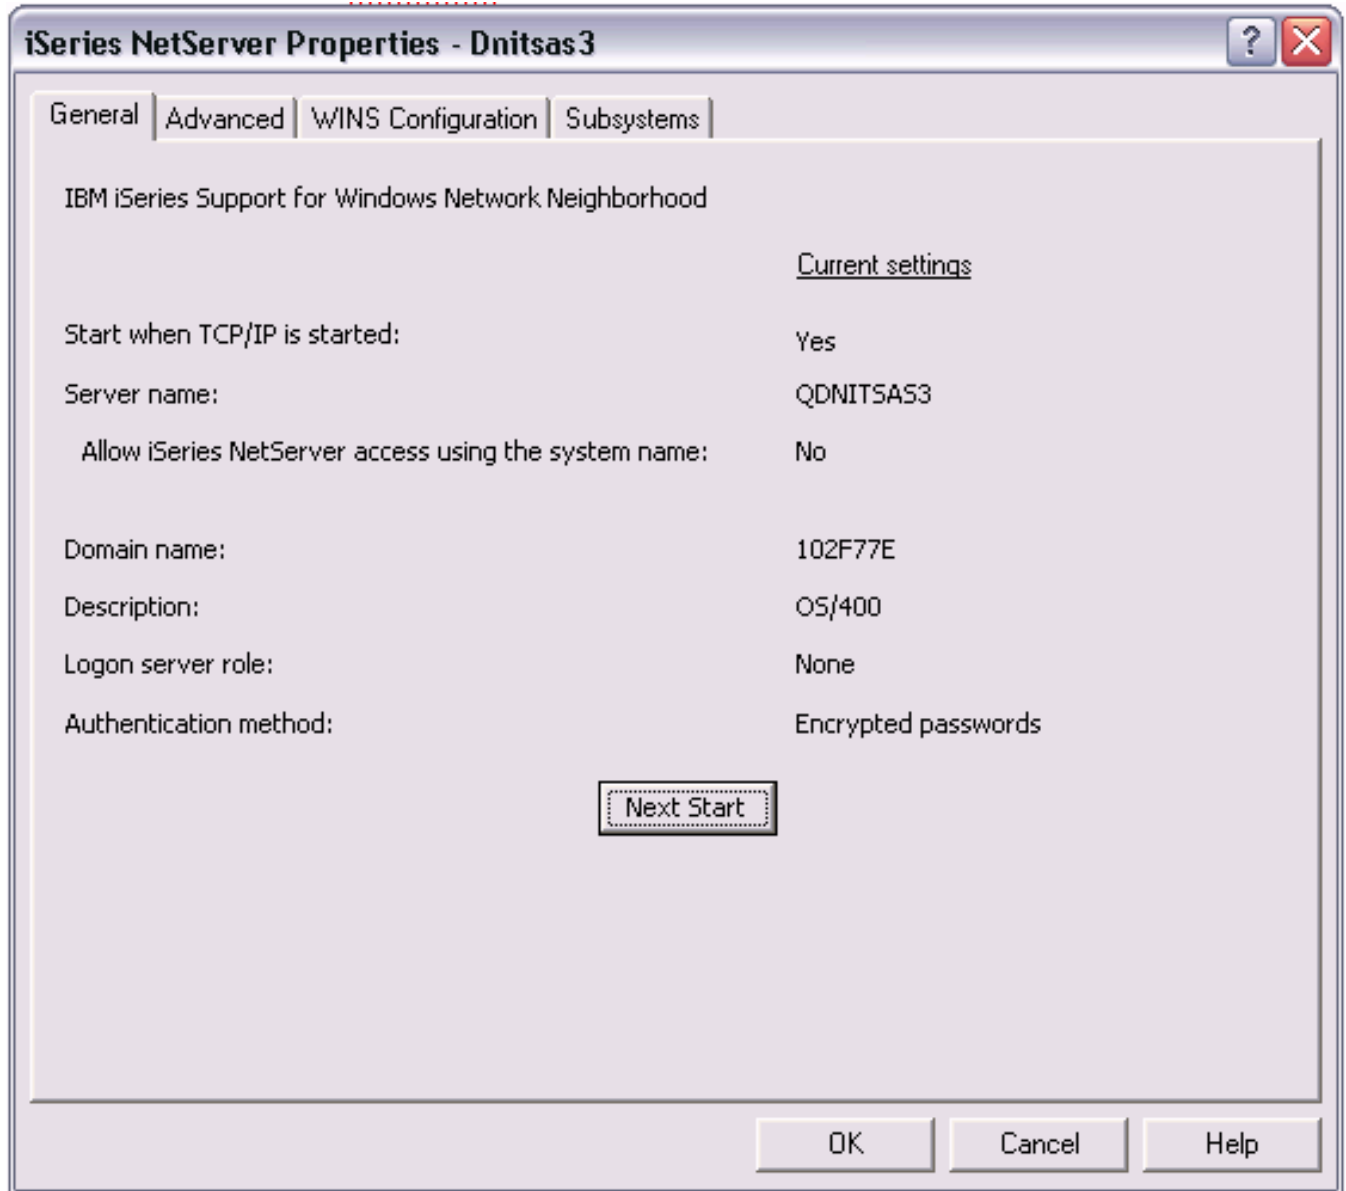 iSeries NetServer Properties - Dnitsas3
General Advanced WINS Configuration Subsystems
IBM iSeries Support for Windows Network Neighborhood
Current settings
Start when TCP/IP is started: Yes
Server name: QDNITSAS3
Allow iSeries NetServer access using the system name: No
Domain name: 102F77E
Description: OS/400
Logon server role: None
Authentication method: Encrypted passwords
Next Start
OK Cancel Help